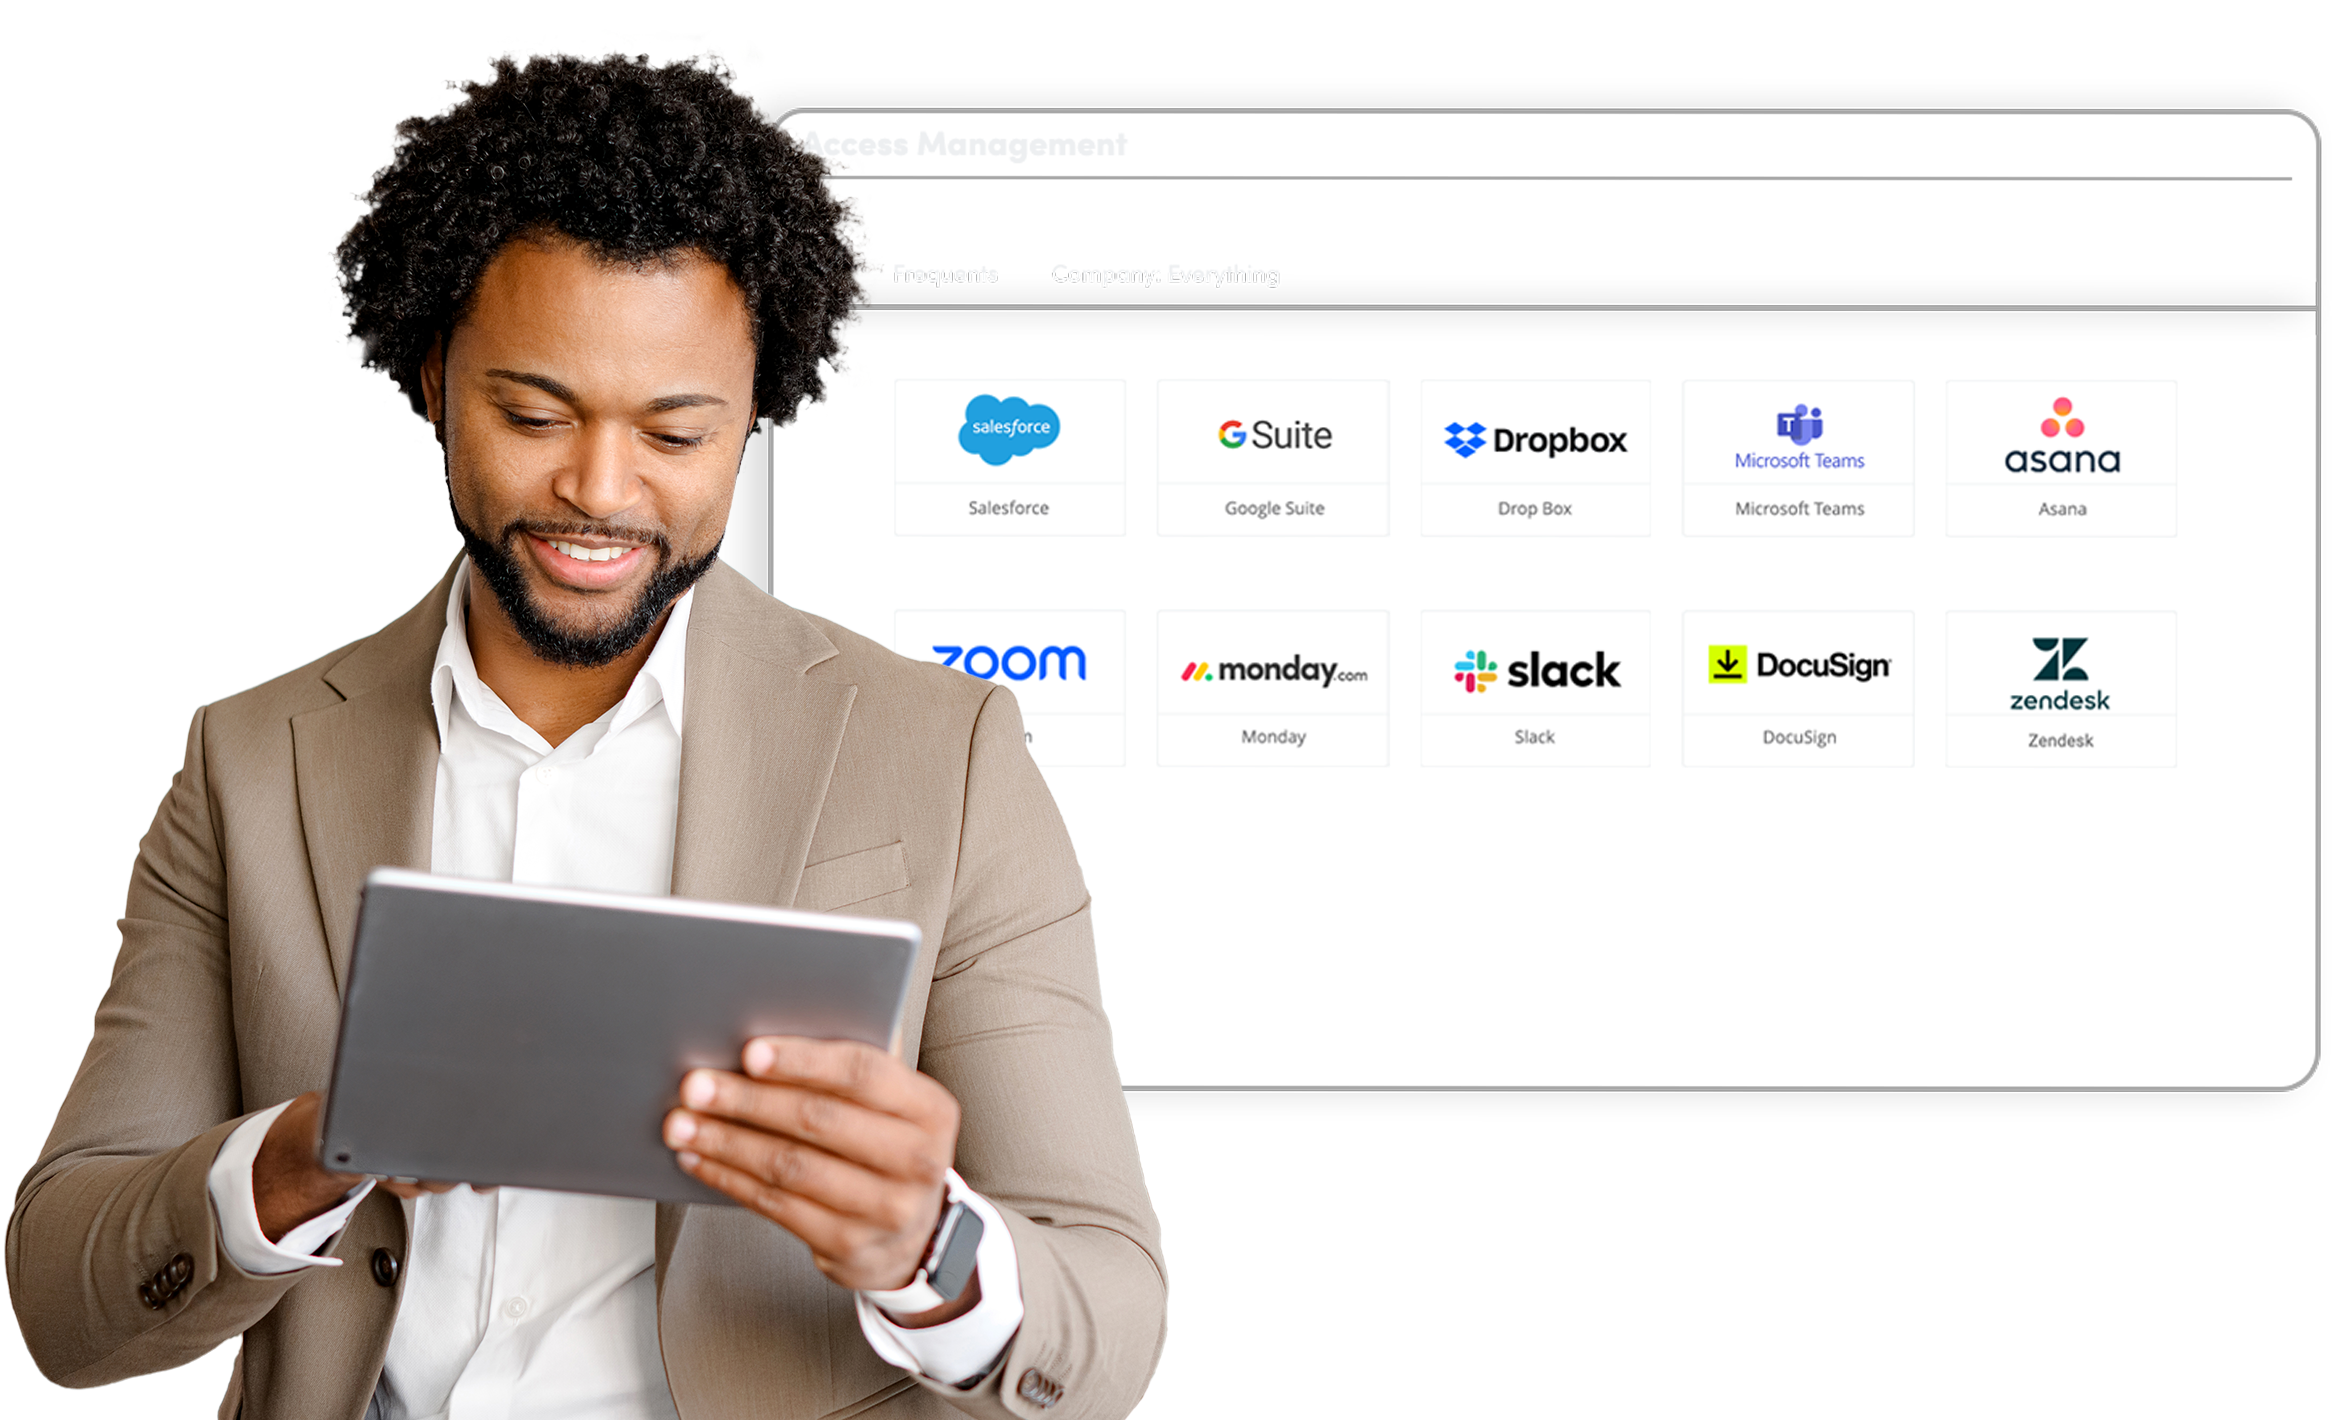 Access Management
Frequents Company: Everything
salesforce G Suite Dropbox Microsoft Teams asana
Salesforce Google Suite Drop Box Microsoft Teams Asana
zoom monday.com slack DocuSign zendesk
m Monday Slack DocuSign Zendesk